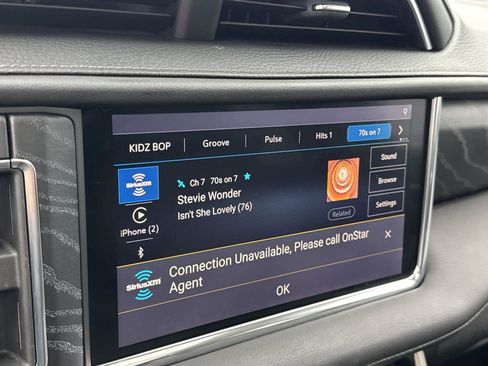 KIDZ BOP
Groove
Pulse
Hits 1
70s on 7
SiriusXM
Ch 7 70s on 7
Stevie Wonder
Isn't She Lovely (76)
Related
Sound
Browse
Settings
iPhone (2)
SiriusXM
Connection Unavailable, Please call OnStar
Agent
OK